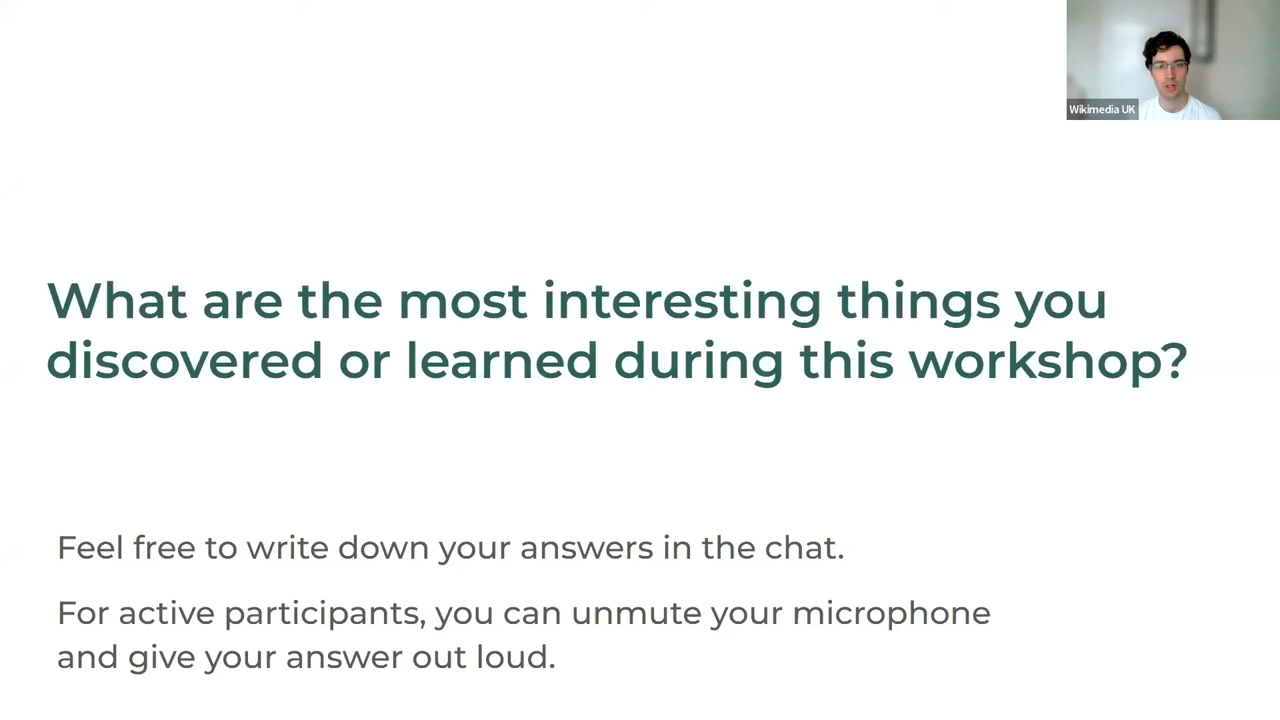 Wikimedia UK
What are the most interesting things you
discovered or learned during this workshop?
Feel free to write down your answers in the chat.
For active participants, you can unmute your microphone
and give your answer out loud.